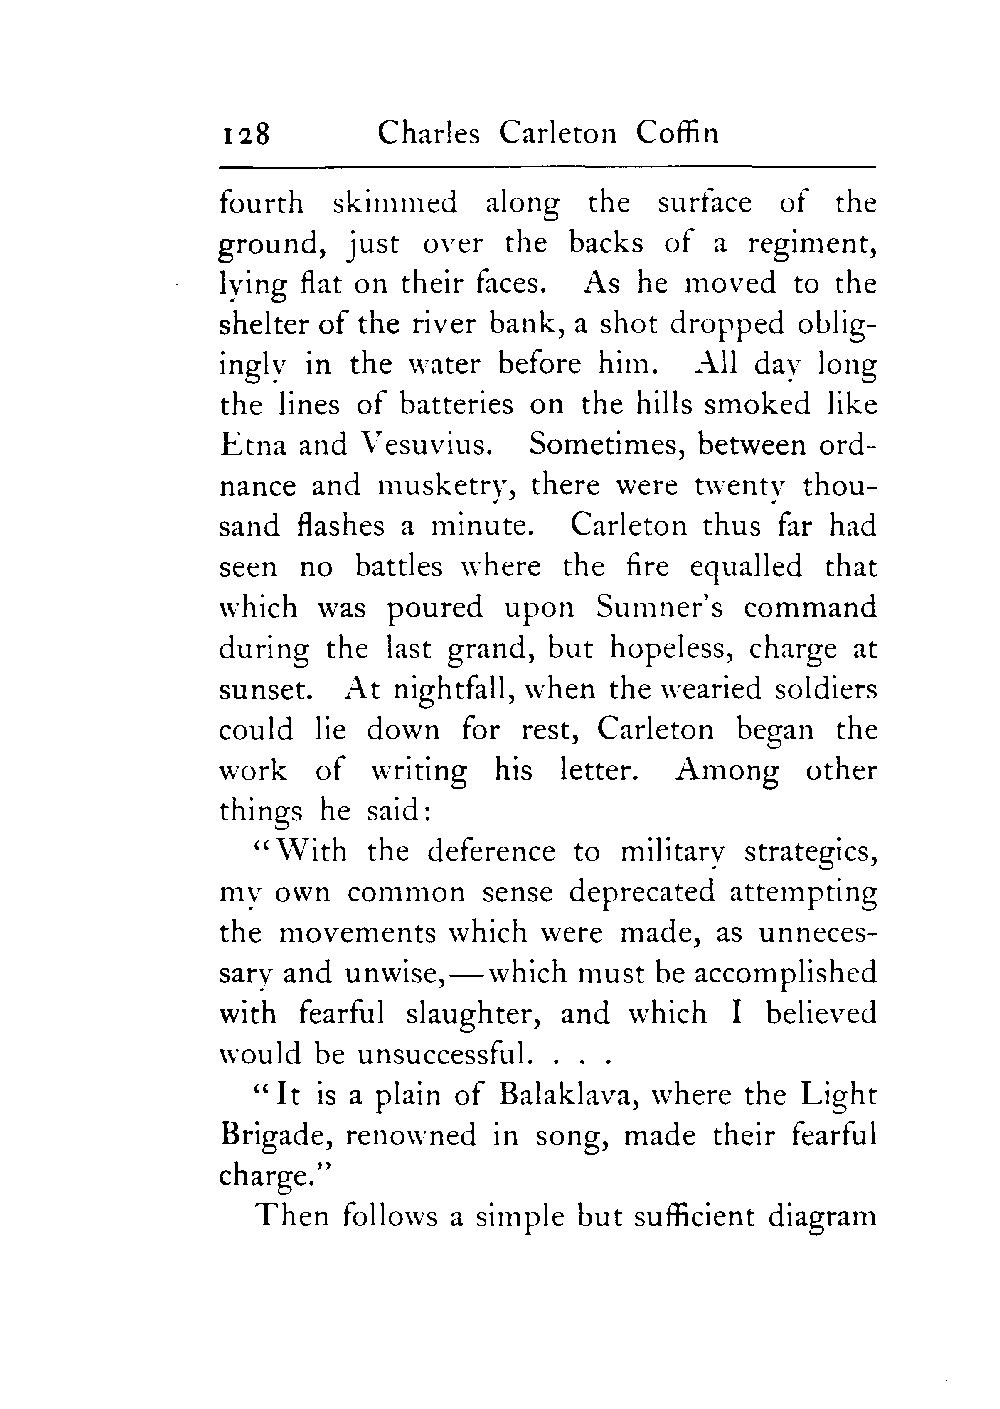 128 Charles Carleton Coffin
fourth skimmed along the surface of the
ground, just over the backs of a regiment,
lying flat on their faces. As he moved to the
shelter of the river bank, a shot dropped oblig-
ingly in the water before him. All day long
the lines of batteries on the hills smoked like
Etna and Vesuvius. Sometimes, between ord-
nance and musketry, there were twenty thou-
sand flashes a minute. Carleton thus far had
seen no battles where the fire equalled that
which was poured upon Sumner's command
during the last grand, but hopeless, charge at
sunset. At nightfall, when the wearied soldiers
could lie down for rest, Carleton began the
work of writing his letter. Among other
things he said:
"With the deference to military strategics,
my own common sense deprecated attempting
the movements which were made, as unneces-
sary and unwise,—which must be accomplished
with fearful slaughter, and which I believed
would be unsuccessful. . . .
"It is a plain of Balaklava, where the Light
Brigade, renowned in song, made their fearful
charge."
Then follows a simple but sufficient diagram